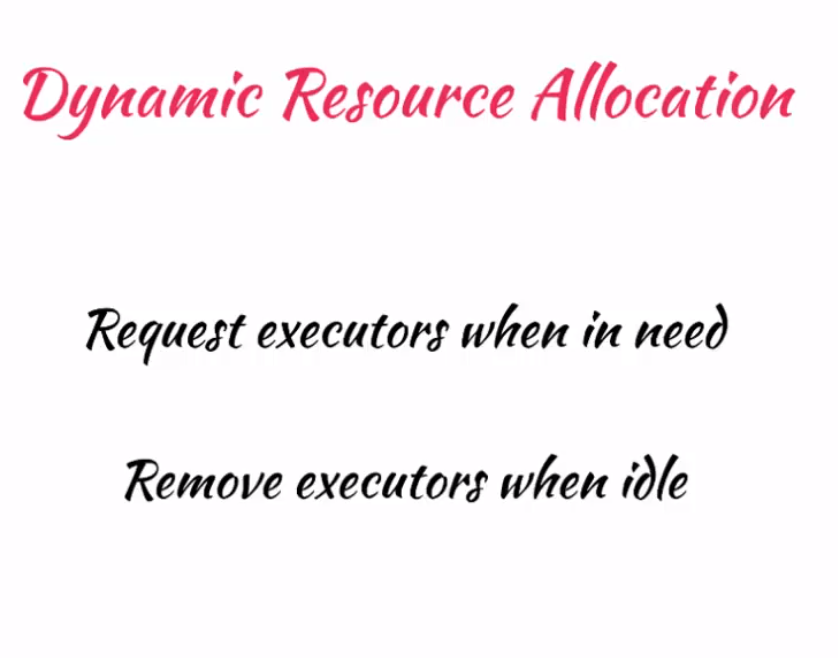 Dynamic Resource Allocation
Request executors when in need
Remove executors when idle